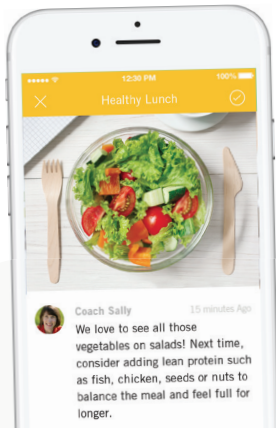 12:30 PM
100%
Healthy Lunch
Coach Sally 15 minutes Ago
We love to see all those
vegetables on salads! Next time,
consider adding lean protein such
as fish, chicken, seeds or nuts to
balance the meal and feel full for
longer.